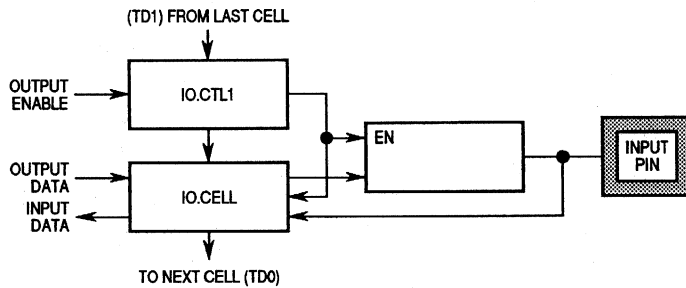 (TD1) FROM LAST CELL
OUTPUT
ENABLE
IO.CTL1
EN
OUTPUT
DATA
INPUT
DATA
IO.CELL
INPUT
PIN
TO NEXT CELL (TD0)